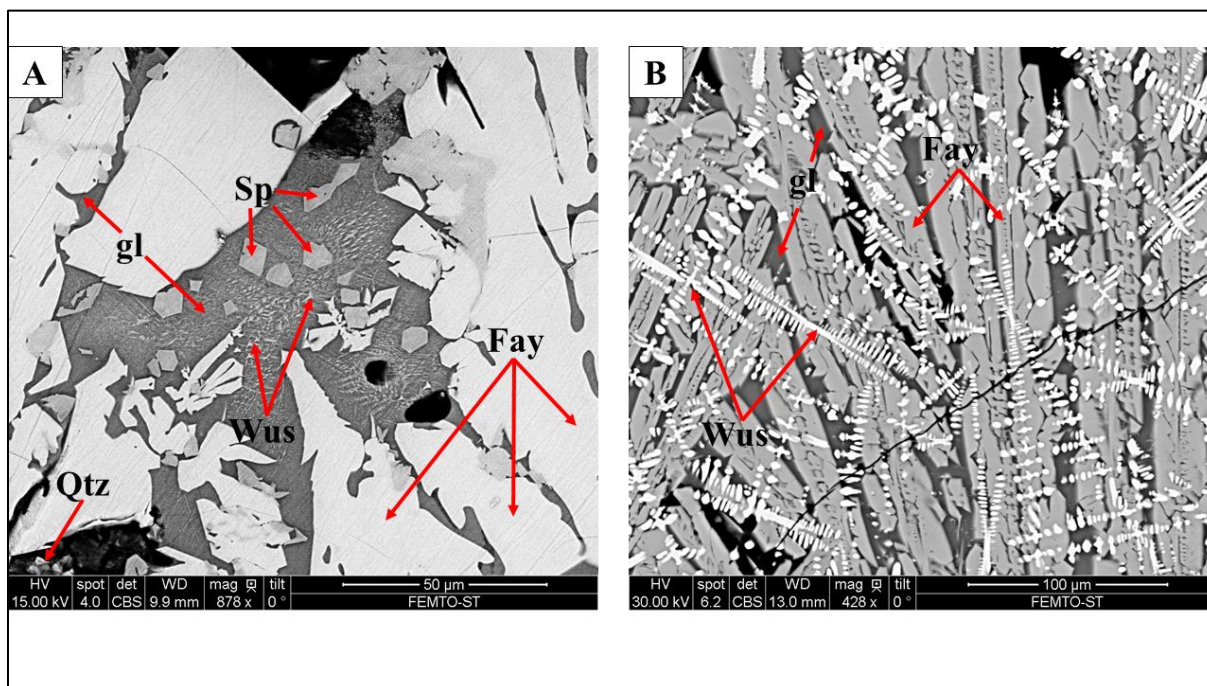 A
Sp
gl
Fay
Wus
Qtz
HV spot det WD mag tilt
15.00 kV 4.0 CBS 9.9 mm 878 x 0 ° 50 µm
FEMTO-ST
B
Fay
gl
Wus
HV spot det WD mag tilt
30.00 kV 6.2 CBS 13.0 mm 428 x 0 ° 100 µm
FEMTO-ST